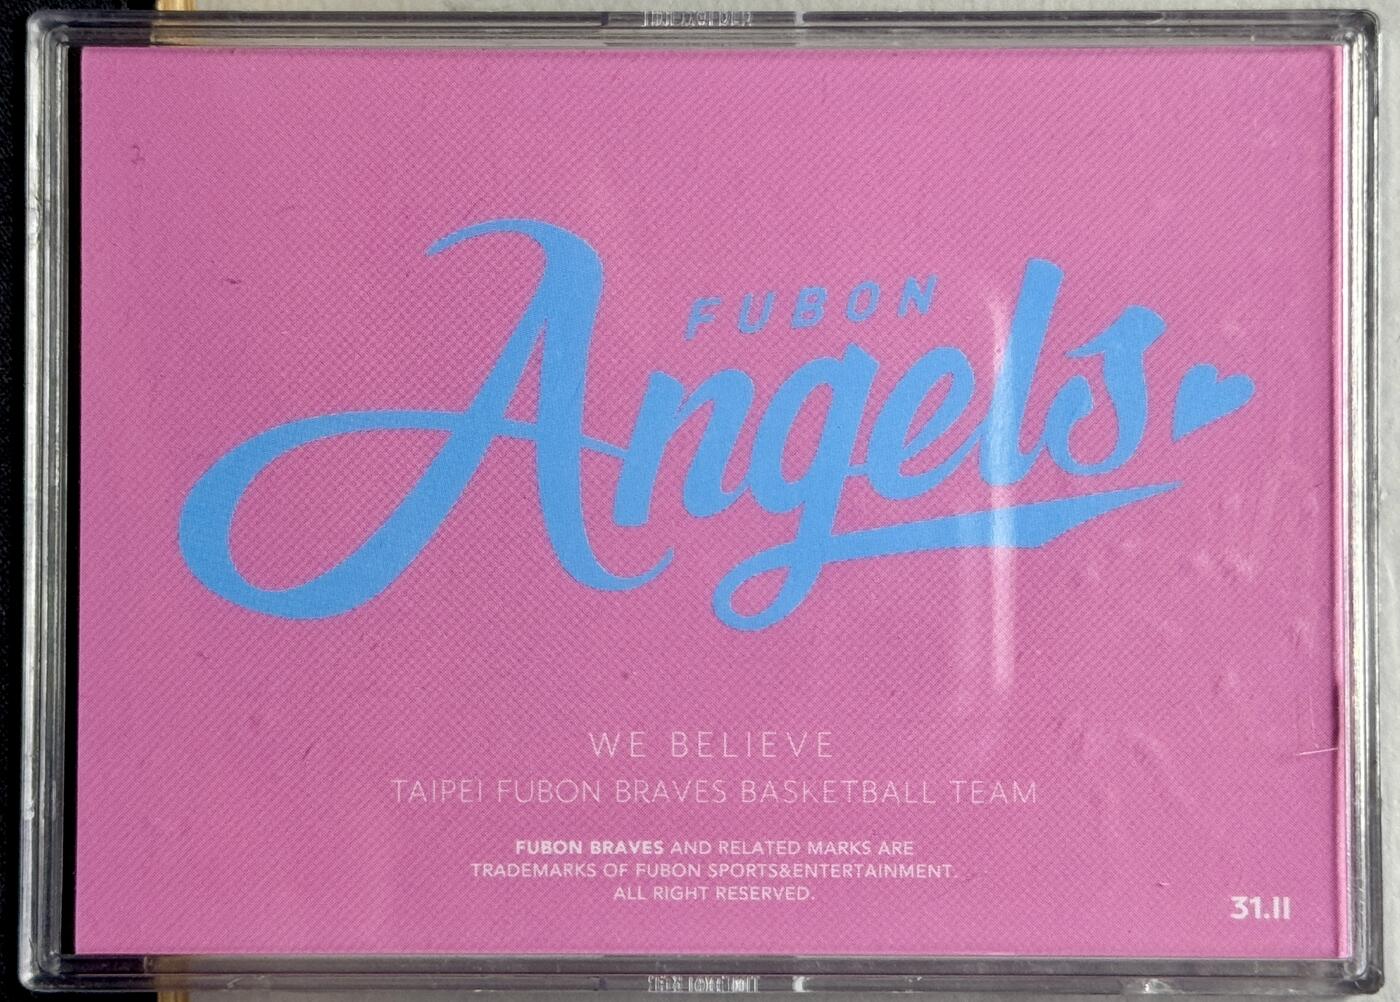 FUBON
Angels
WE BELIEVE
TAIPEI FUBON BRAVES BASKETBALL TEAM
FUBON BRAVES AND RELATED MARKS ARE
TRADEMARKS OF FUBON SPORTS&ENTERTAINMENT.
ALL RIGHT RESERVED.
31.II